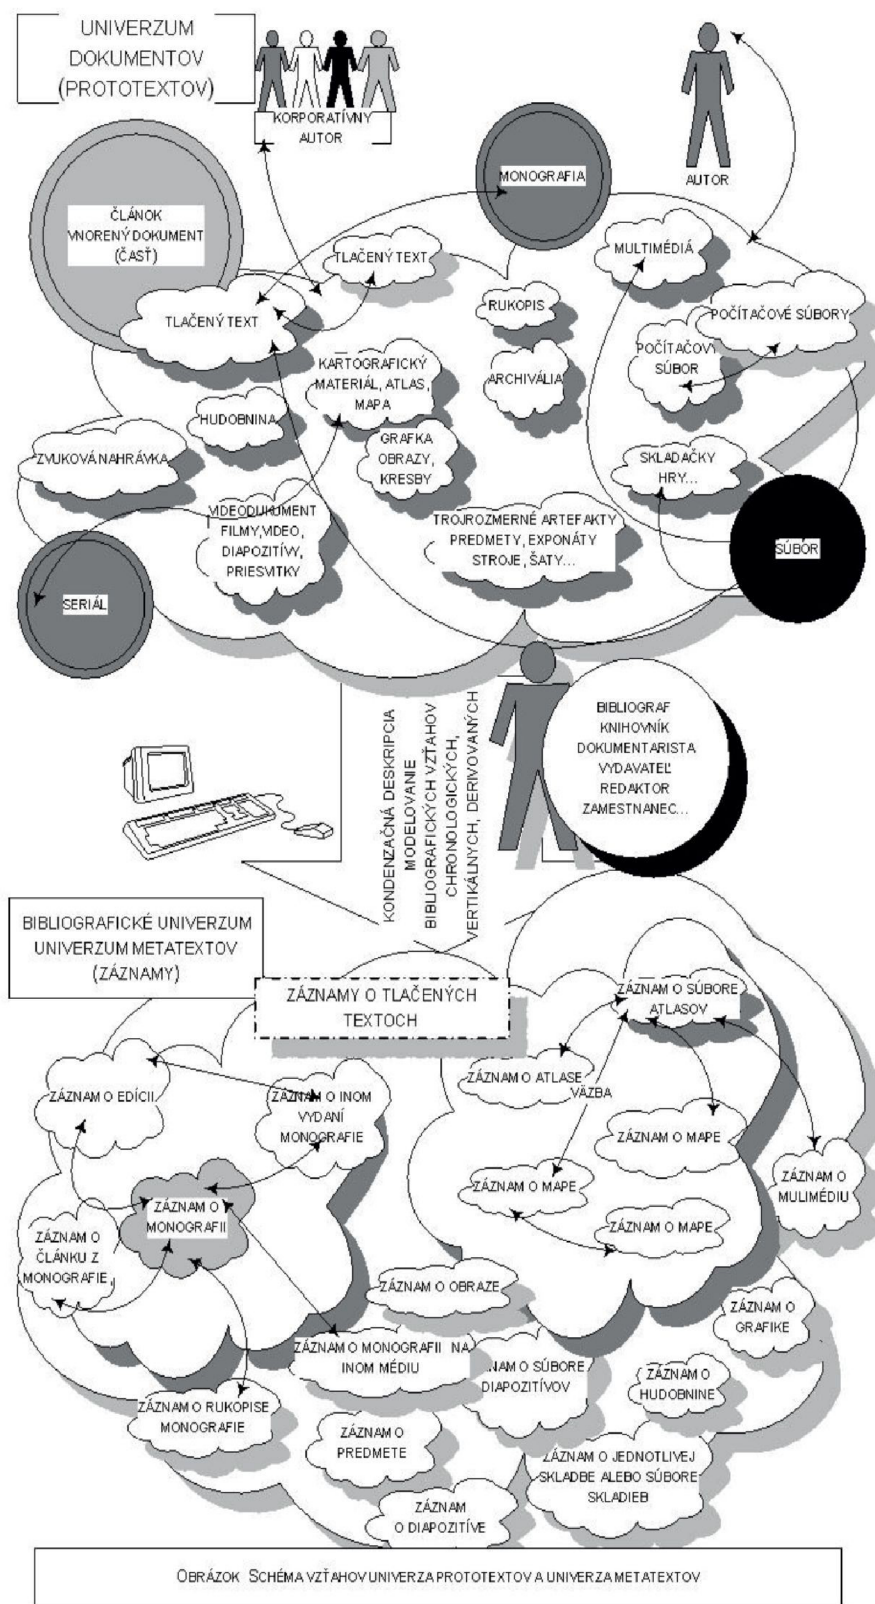 UNIVERZUM
DOKUMENTOV
(PROTOTEXTOV)
KORPORATÍVNY
AUTOR
AUTOR
MONOGRAFIA
ČLÁNOK
VNORENÝ DOKUMENT
(ČASŤ)
TLAČENÝ TEXT
MULTIMÉDIÁ
TLAČENÝ TEXT
RUKOPIS
POČÍTAČOVÉ SÚBORY
POČÍTAČOVÝ
SÚBOR
KARTOGRAFICKÝ
MATERIÁL, ATLAS,
MAPA
ARCHIVÁLIA
HUDOBNINA
GRAFKA
OBRAZY,
KRESBY
ZVUKOVÁ NAHRÁVKA
SKLADAČKY
HRY...
VIDEODUKUMENT
FILMY,VIDEO,
DIAPOZITÍVY,
PRIESVITKY
TROJROZMERNÉ ARTEFAKTY
PREDMETY, EXPONÁTY
STROJE, ŠATY...
SÚBÓR
SERIÁL
KONDENZAČNÁ DESKRIPCIA
MODELOVANIE
BIBLIOGRAFICKÝCH VZŤAHOV
CHRONOLOGICKÝCH,
VERTIKÁLNYCH, DERIVOVANÝCH
BIBLIOGRAF
KNIHOVNÍK
DOKUMENTARISTA
VYDAVATEĽ
REDAKTOR
ZAMESTNANEC...
BIBLIOGRAFICKÉ UNIVERZUM
UNIVERZUM METATEXTOV
(ZÁZNAMY)
ZÁZNAMY O TLAČENÝCH
TEXTOCH
ZÁZNAM O SÚBORE
ATLASOV
ZÁZNAM O ATLASE
VÄZBA
ZÁZNAM O EDÍCII
ZÁZNAM O INOM
VYDANÍ
MONOGRAFIE
ZÁZNAM O MAPE
ZÁZNAM O
MULIMÉDIU
ZÁZNAM O MAPE
ZÁZNAM O
MONOGRAFII
ZÁZNAM O MAPE
ZÁZNAM O
ČLÁNKU Z
MONOGRAFIE,
ZÁZNAM O OBRAZE
ZÁZNAM O
GRAFIKE
ZÁZNAM O MONOGRAFII NA
INOM MÉDIU
ZNAM O SÚBORE
DIAPOZITÍVOV
ZÁZNAM O
HUDOBNINE
ZÁZNAM O RUKOPISE
MONOGRAFIE
ZÁZNAM O
PREDMETE
ZÁZNAM O JEDNOTLIVEJ
SKLADBE ALEBO SÚBORE
SKLADIEB
ZÁZNAM
O DIAPOZITÍVE
OBRÁZOK SCHÉMA VZŤAHOV UNIVERZA PROTOTEXTOV A UNIVERZA METATEXTOV